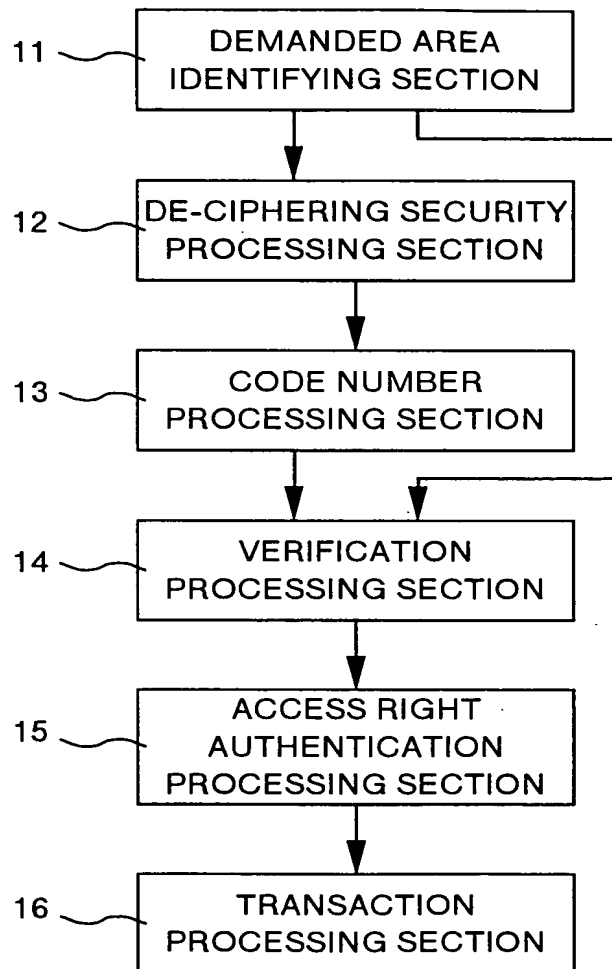 11
DEMANDED AREA
IDENTIFYING SECTION
12
DE-CIPHERING SECURITY
PROCESSING SECTION
13
CODE NUMBER
PROCESSING SECTION
14
VERIFICATION
PROCESSING SECTION
15
ACCESS RIGHT
AUTHENTICATION
PROCESSING SECTION
16
TRANSACTION
PROCESSING SECTION